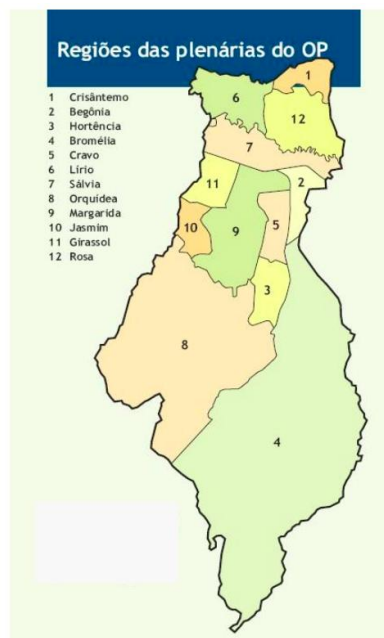 Regiões das plenárias do OP
1 Crisântemo
2 Begônia
3 Hortência
4 Bromélia
5 Cravo
6 Lírio
7 Sálvia
8 Orquídea
9 Margarida
10 Jasmim
11 Girassol
12 Rosa
1
6
12
7
11
2
10
9
5
3
8
4